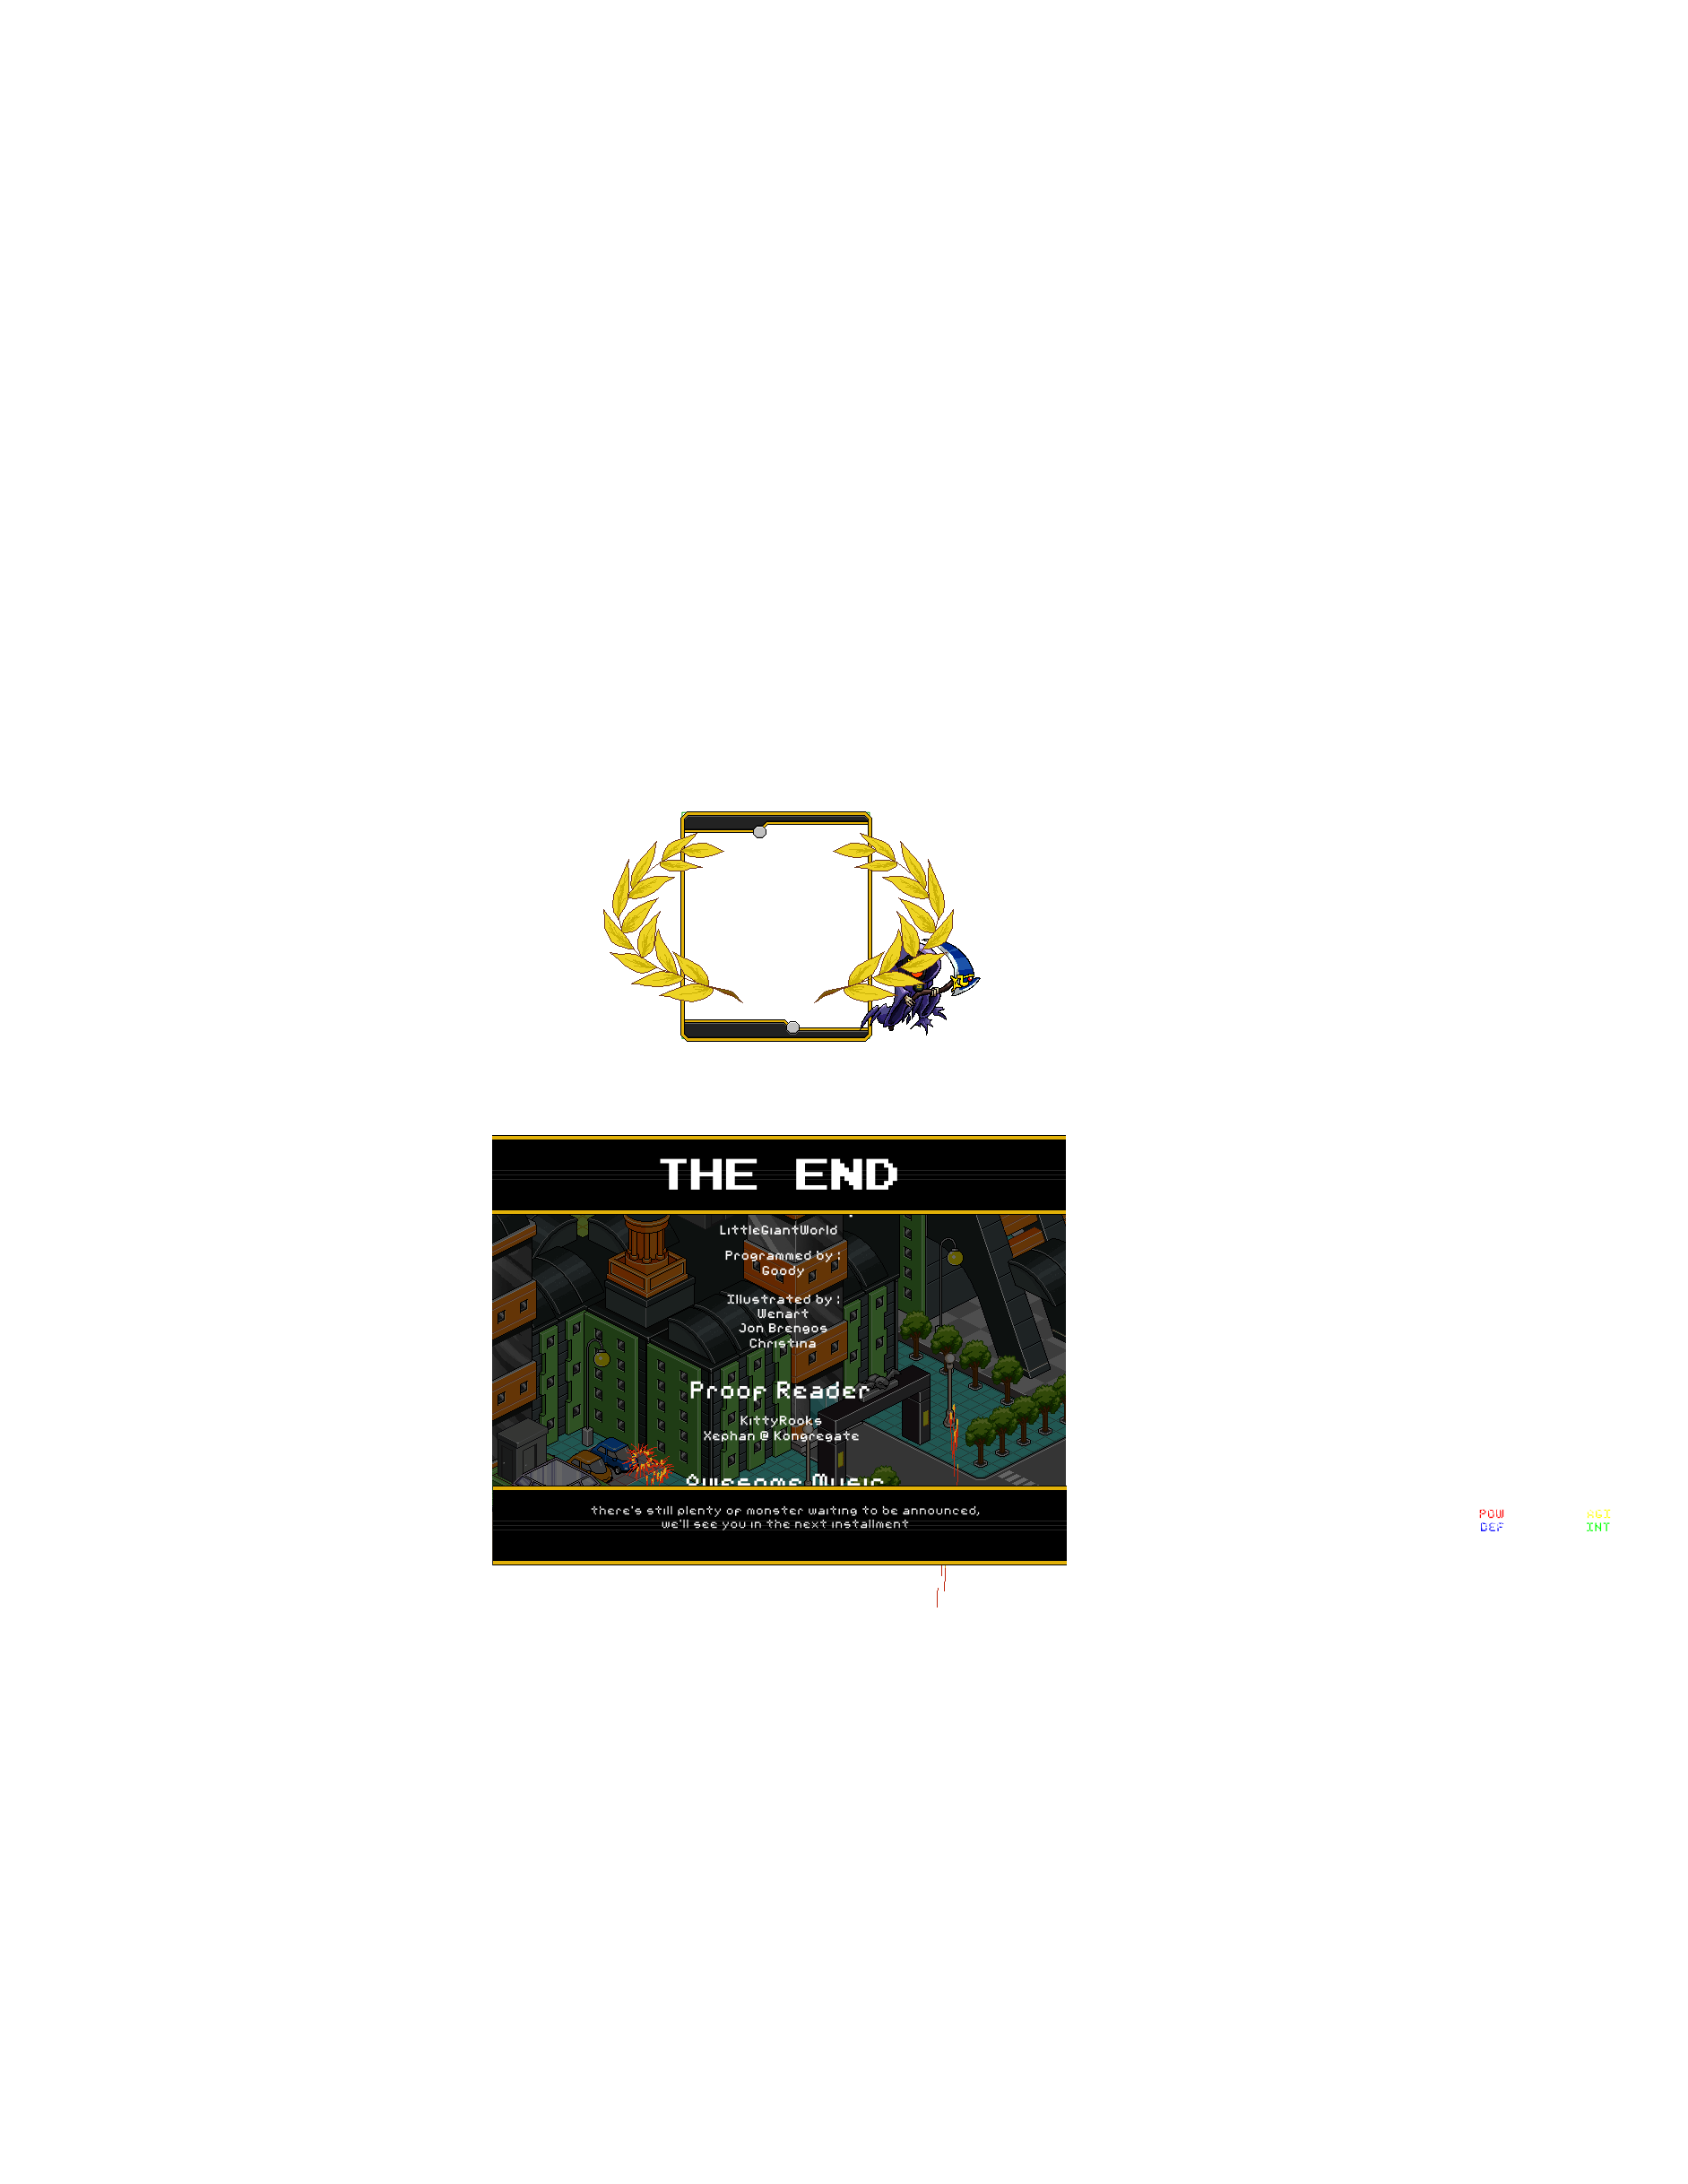 THE END
LittleGiantWorld
Programmed by :
Goody
Illustrated by :
Wenart
Jon Brengos
Christina
Proof Reader
KittyRooks
Xephan @ Kongregate
Awesome Music
there's still plenty of monster waiting to be announced,
we'll see you in the next installment
POW AGI
DEF INT